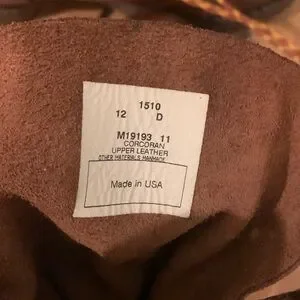 1510
12 D
M19193 11
CORCORAN
UPPER LEATHER
OTHER MATERIALS MANMADE
Made in USA